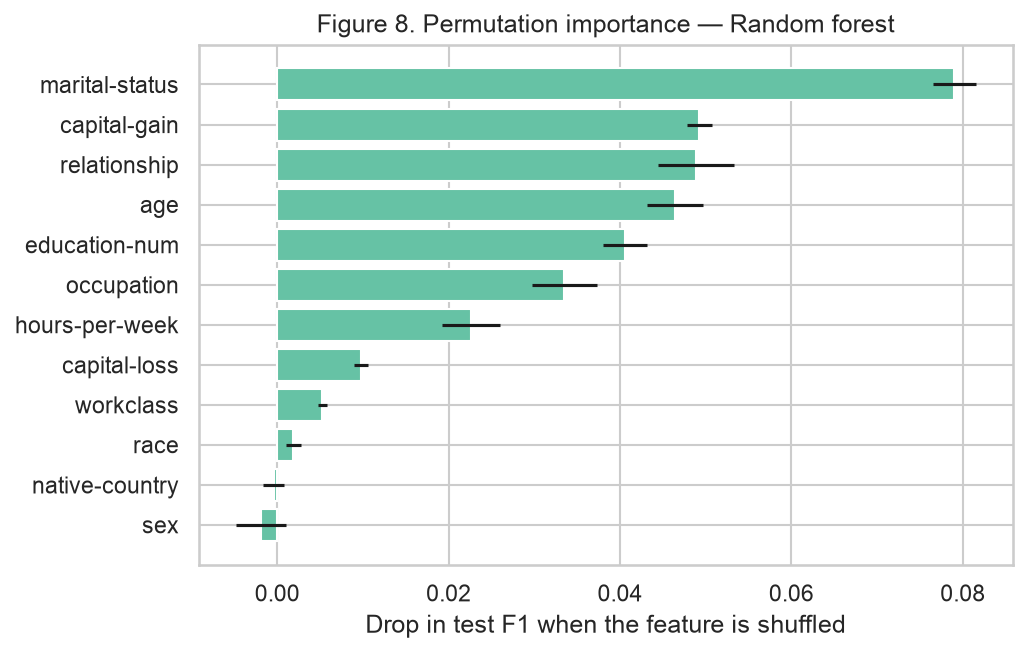 Figure 8. Permutation importance — Random forest
marital-status
capital-gain
relationship
age
education-num
occupation
hours-per-week
capital-loss
workclass
race
native-country
sex
0.00 0.02 0.04 0.06 0.08
Drop in test F1 when the feature is shuffled